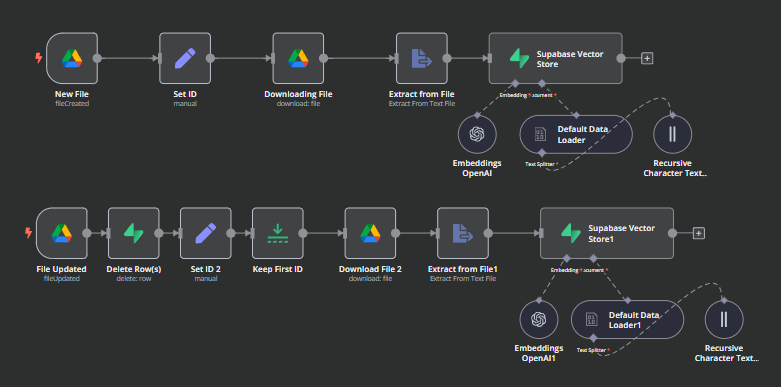 Supabase Vector
Store
New File
fileCreated
Set ID
manual
Downloading File
download: file
Extract from File
Extract From Text File
Embedding *
ocument *
Default Data
Loader
Text Splitter *
Embeddings
OpenAI
Recursive
Character Text...
Supabase Vector
Store1
File Updated
fileUpdated
Delete Row(s)
delete: row
Set ID 2
manual
Keep First ID
Download File 2
download: file
Extract from File1
Extract From Text File
Embedding *
ocument *
Default Data
Loader1
Text Splitter *
Embeddings
OpenAI1
Recursive
Character Text...